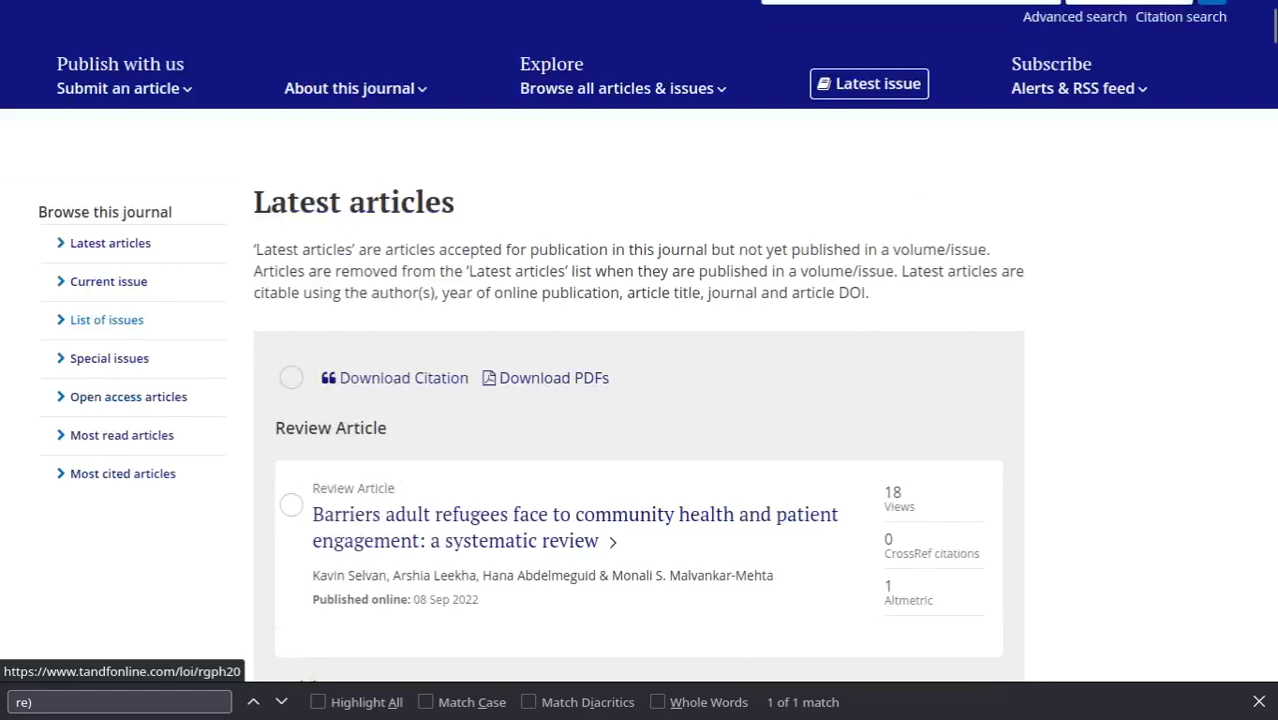 Advanced search Citation search
Publish with us
Submit an article
About this journal
Explore
Browse all articles & issues
Latest issue
Subscribe
Alerts & RSS feed
Browse this journal
Latest articles
Current issue
List of issues
Special issues
Open access articles
Most read articles
Most cited articles
Latest articles
‘Latest articles’ are articles accepted for publication in this journal but not yet published in a volume/issue.
Articles are removed from the ‘Latest articles’ list when they are published in a volume/issue. Latest articles are
citable using the author(s), year of online publication, article title, journal and article DOI.
Download Citation Download PDFs
Review Article
Review Article
Barriers adult refugees face to community health and patient
engagement: a systematic review
Kavin Selvan, Arshia Leekha, Hana Abdelmeguid & Monali S. Malvankar-Mehta
Published online: 08 Sep 2022
18
Views
0
CrossRef citations
1
Altmetric
https://www.tandfonline.com/loi/rgph20
re) Highlight All Match Case Match Diacritics Whole Words 1 of 1 match